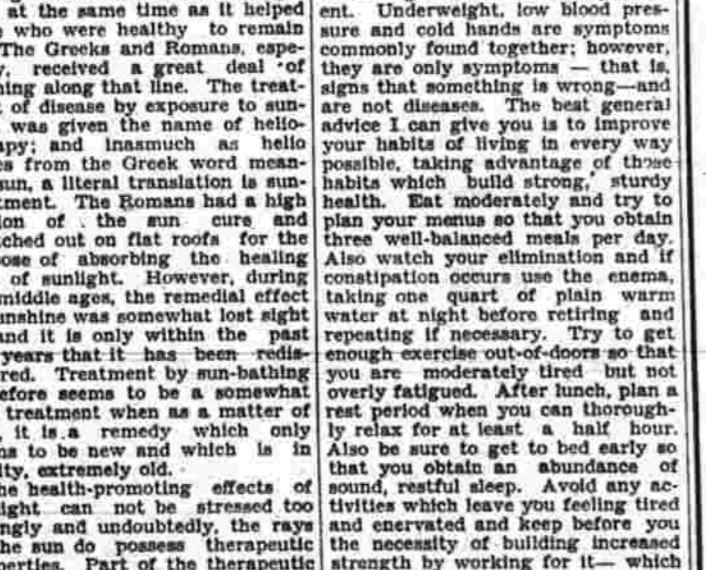 at the same time as it helped
who were healthy to remain
The Greeks and Romans, espe-
received a great deal of
ing along that line. The treat-
of disease by exposure to sun-
was given the name of helio-
apy; and inasmuch as helio
from the Greek word mean-
sun, a literal translation is sun-
tment. The Romans had a high
ion of the sun cure and
tched out on flat roofs for the
ose of absorbing the healing
of sunlight. However, during
middle ages, the remedial effect
unshine was somewhat lost sight
and it is only within the past
years that it has been redis-
red. Treatment by sun-bathing
efore seems to be a somewhat
treatment when as a matter of
, it is a remedy which only
ns to be new and which is in
ity, extremely old.
he health-promoting effects of
ight can not be stressed too
ngly and undoubtedly, the rays
he sun do possess therapeutic
perties. Part of the therapeutic
ent. Underweight, low blood pres-
sure and cold hands are symptoms
commonly found together; however,
they are only symptoms — that is,
signs that something is wrong—and
are not diseases. The best general
advice I can give you is to improve
your habits of living in every way
possible, taking advantage of those
habits which build strong, sturdy
health. Eat moderately and try to
plan your menus so that you obtain
three well-balanced meals per day.
Also watch your elimination and if
constipation occurs use the enema,
taking one quart of plain warm
water at night before retiring and
repeating if necessary. Try to get
enough exercise out-of-doors so that
you are moderately tired but not
overly fatigued. After lunch, plan a
rest period when you can thorough-
ly relax for at least a half hour.
Also be sure to get to bed early so
that you obtain an abundance of
sound, restful sleep. Avoid any ac-
tivities which leave you feeling tired
and enervated and keep before you
the necessity of building increased
strength by working for it— which